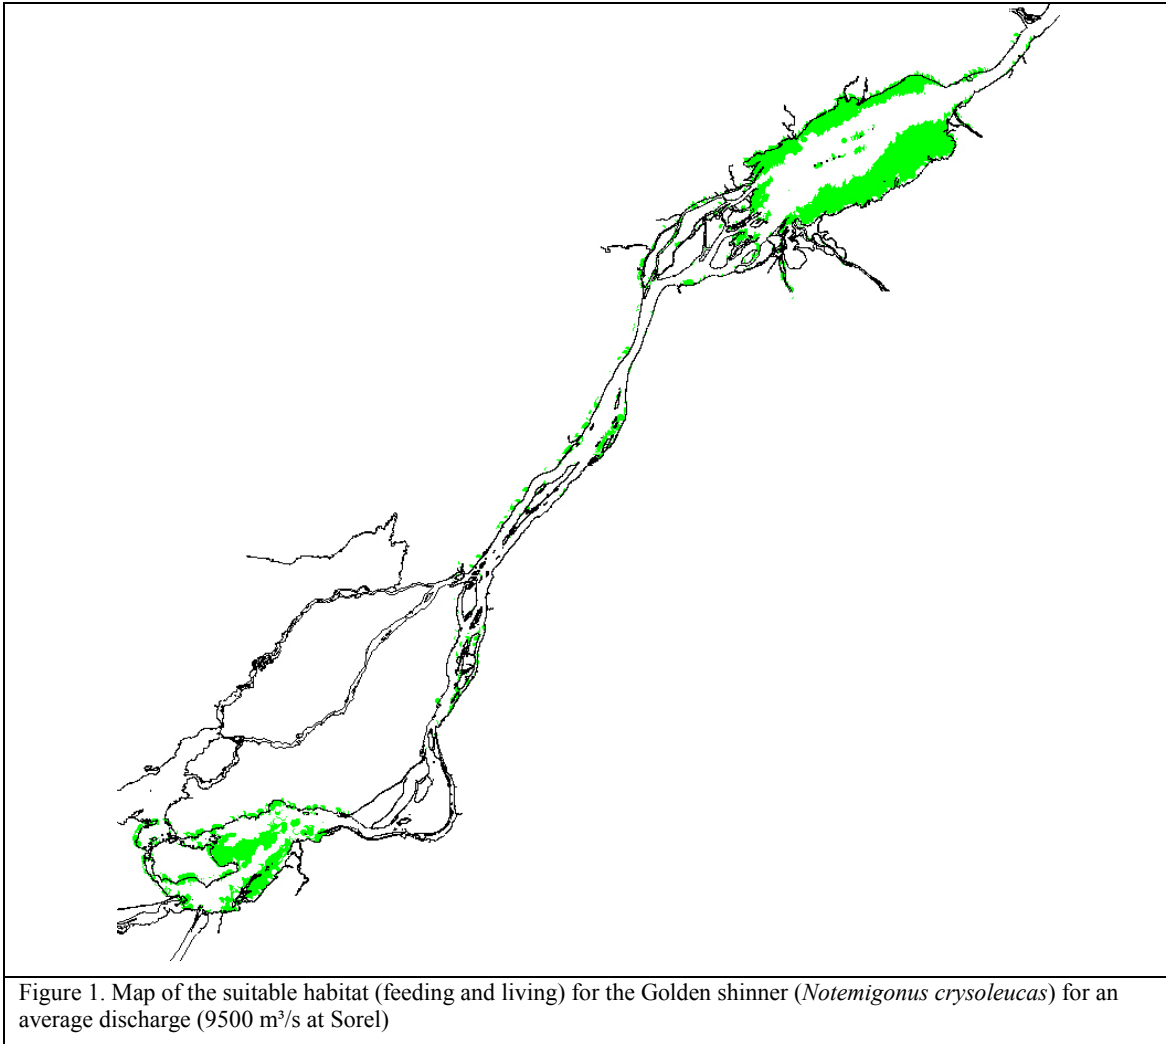 Figure 1. Map of the suitable habitat (feeding and living) for the Golden shinner (Notemigonus crysoleucas) for an
average discharge (9500 m³/s at Sorel)